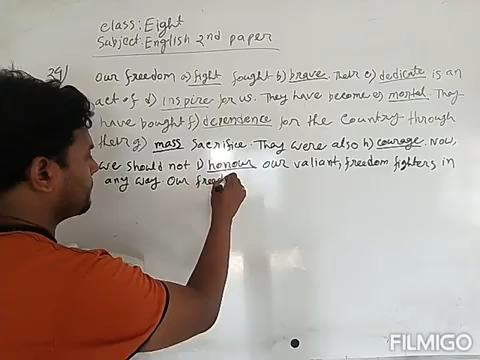 Class: Eight
Subject: English 2nd paper
24)
Our freedom a) fight fought b) brave. Their c) dedicate is an
act of d) inspire for us. They have become e) mortal. They
have bought f) dependence for the country through
their g) mass sacrifice. They were also h) courage. Now,
we should not i) honour our valiant freedom fighters in
any way. Our freed
FILMIGO